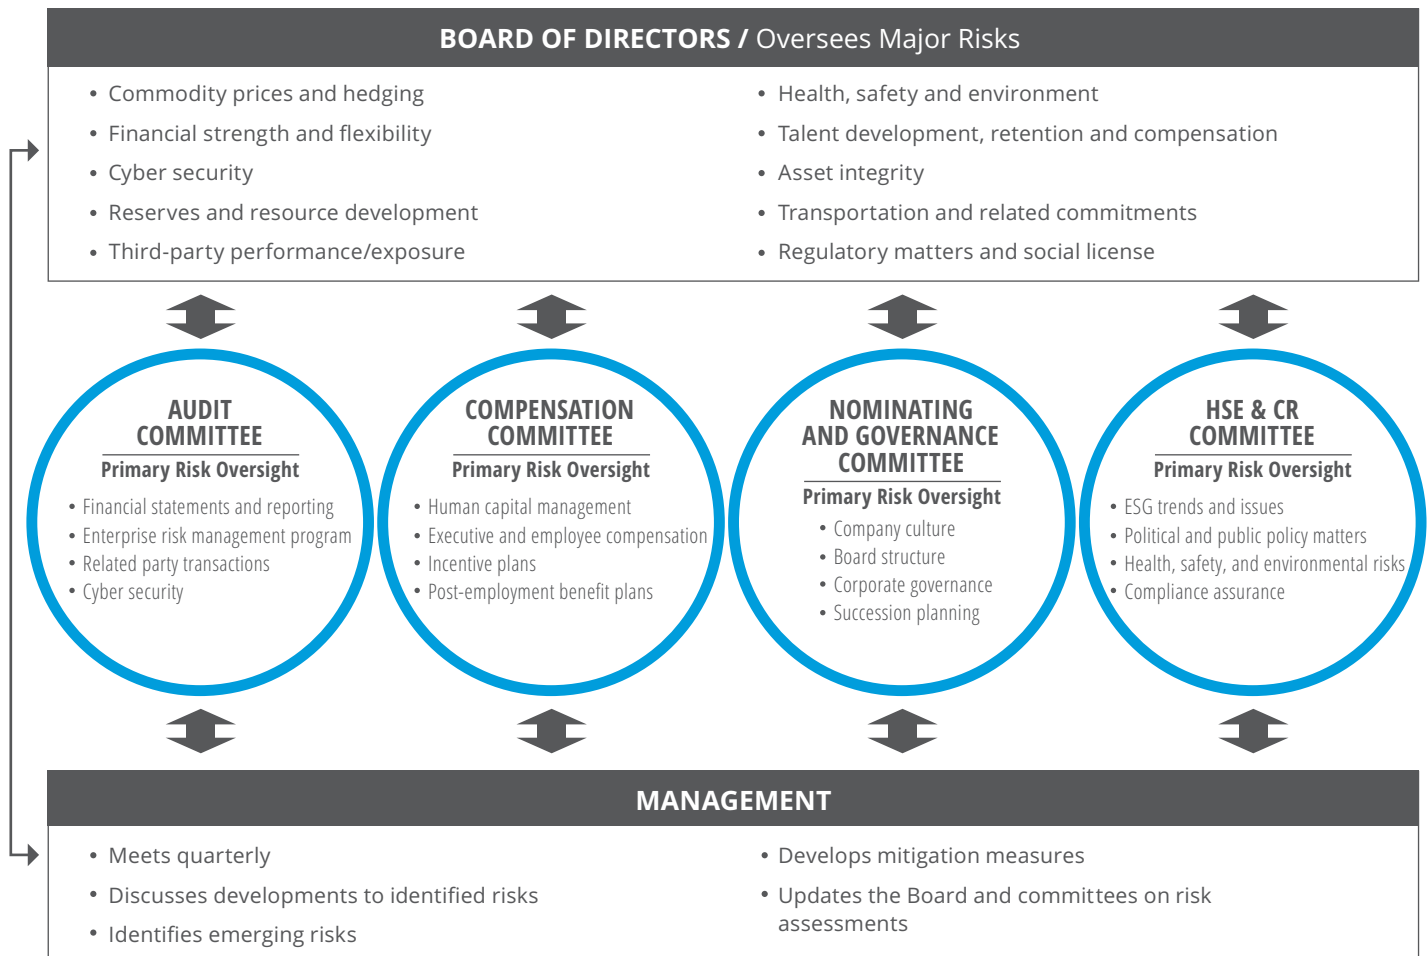 BOARD OF DIRECTORS / Oversees Major Risks
• Commodity prices and hedging
• Financial strength and flexibility
• Cyber security
• Reserves and resource development
• Third-party performance/exposure
• Health, safety and environment
• Talent development, retention and compensation
• Asset integrity
• Transportation and related commitments
• Regulatory matters and social license
AUDIT
COMMITTEE
Primary Risk Oversight
• Financial statements and reporting
• Enterprise risk management program
• Related party transactions
• Cyber security
COMPENSATION
COMMITTEE
Primary Risk Oversight
• Human capital management
• Executive and employee compensation
• Incentive plans
• Post-employment benefit plans
NOMINATING
AND GOVERNANCE
COMMITTEE
Primary Risk Oversight
• Company culture
• Board structure
• Corporate governance
• Succession planning
HSE & CR
COMMITTEE
Primary Risk Oversight
• ESG trends and issues
• Political and public policy matters
• Health, safety, and environmental risks
• Compliance assurance
MANAGEMENT
• Meets quarterly
• Discusses developments to identified risks
• Identifies emerging risks
• Develops mitigation measures
• Updates the Board and committees on risk
assessments